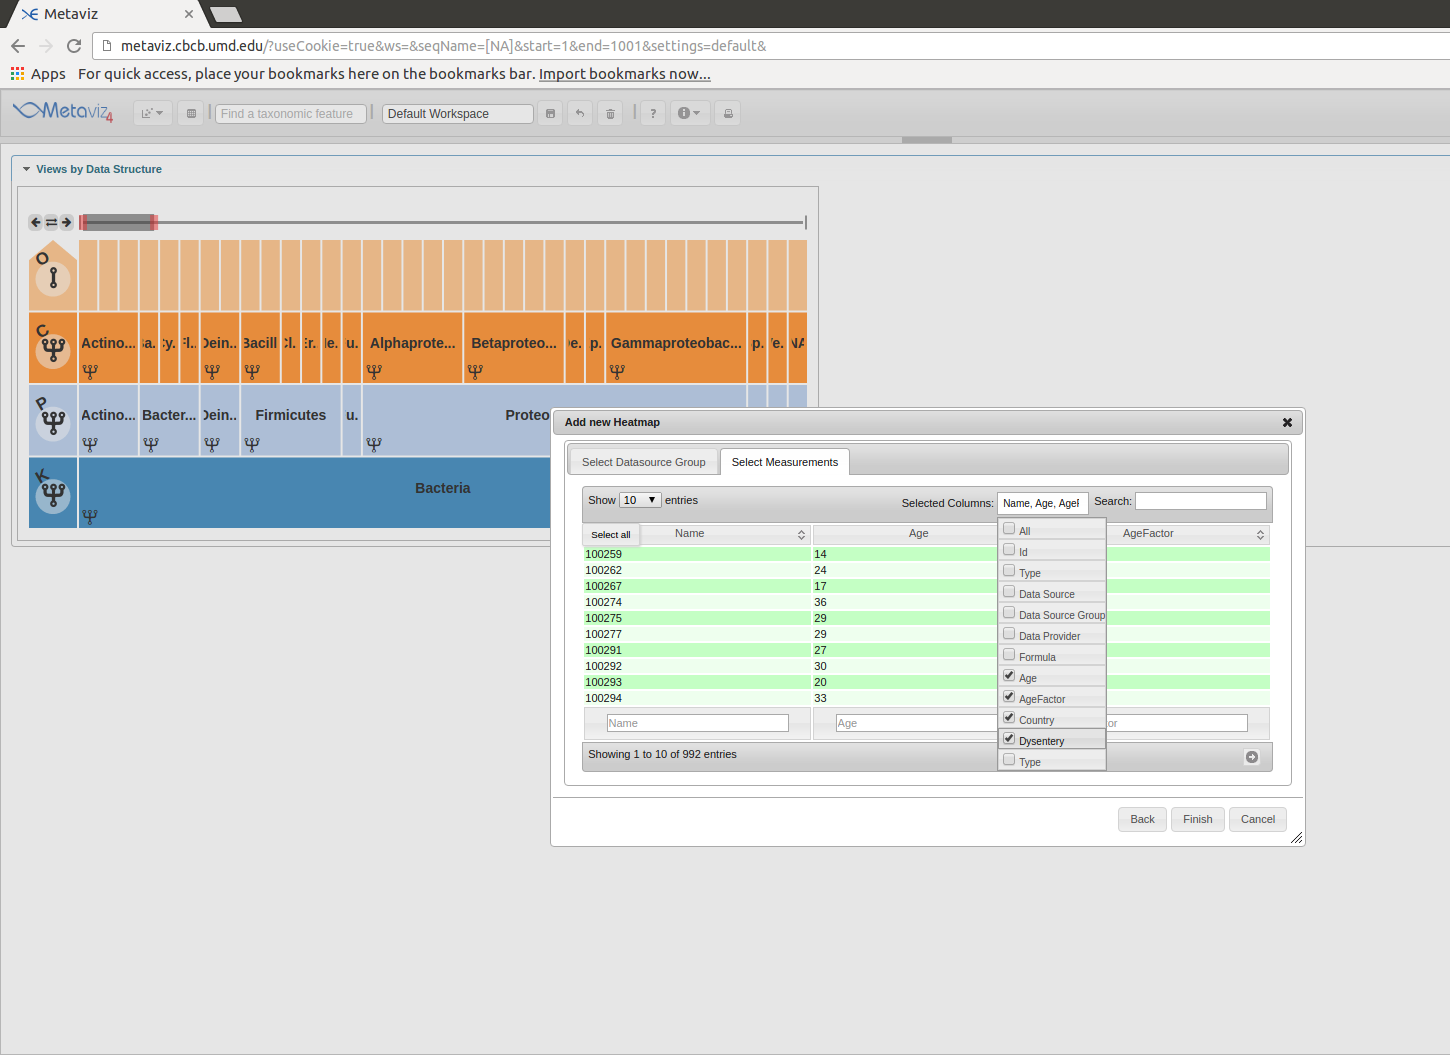 Metaviz
metaviz.cbcb.umd.edu/?useCookie=true&ws=&seqName=[NA]&start=1&end=1001&settings=default&
Apps For quick access, place your bookmarks here on the bookmarks bar. Import bookmarks now...
Metaviz 4 Find a taxonomic feature Default Workspace ?
Views by Data Structure
O
C Actino... Dein.. Bacill u. Alphaprote... Betaproteo... p. Gammaproteobac... p. NA
P Actino... Bacter... Dein.. Firmicutes u. Proteo
K Bacteria
Add new Heatmap
Select Datasource Group Select Measurements
Show 10 entries Selected Columns: Name, Age, Age Search:
Select all Name Age AgeFactor
100259 14
100262 24
100267 17
100274 36
100275 29
100277 29
100291 27
100292 30
100293 20
100294 33
Name Age or
All
Id
Type
Data Source
Data Source Group
Data Provider
Formula
Age
AgeFactor
Country
Dysentery
Type
Showing 1 to 10 of 992 entries
Back Finish Cancel